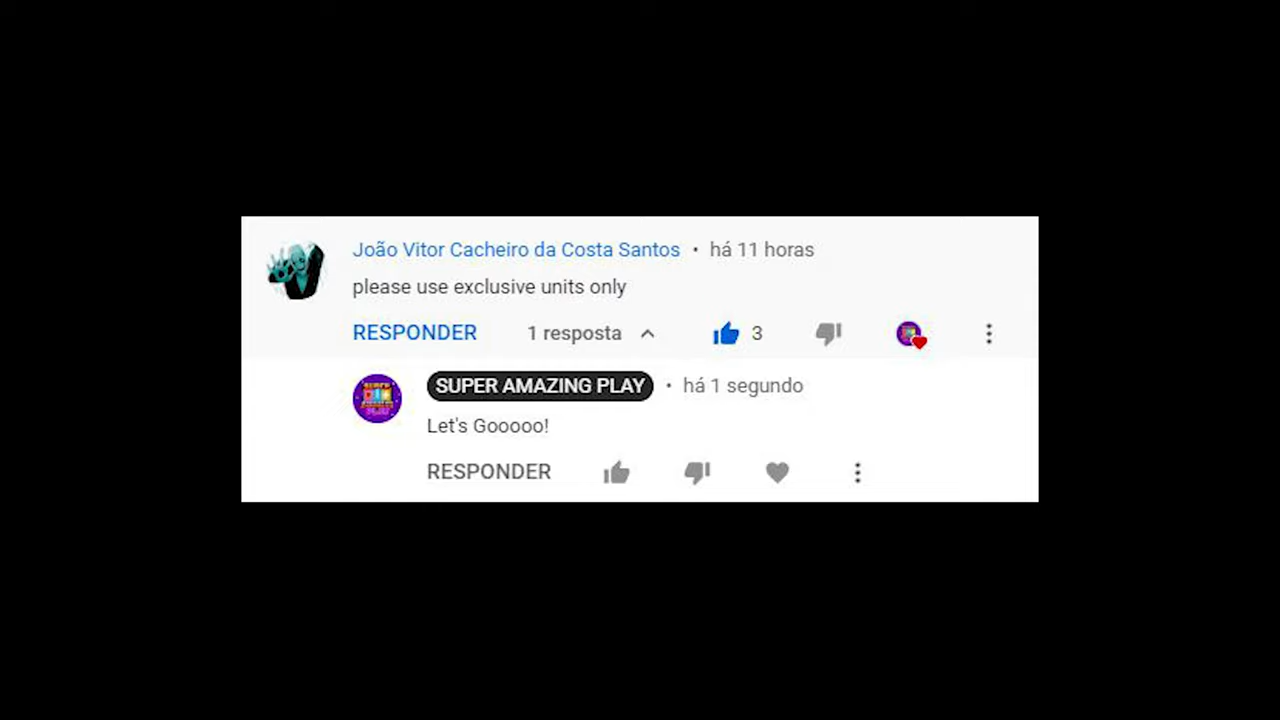 João Vitor Cacheiro da Costa Santos • há 11 horas
please use exclusive units only
RESPONDER 1 resposta 3
SUPER AMAZING PLAY • há 1 segundo
Let's Gooooo!
RESPONDER